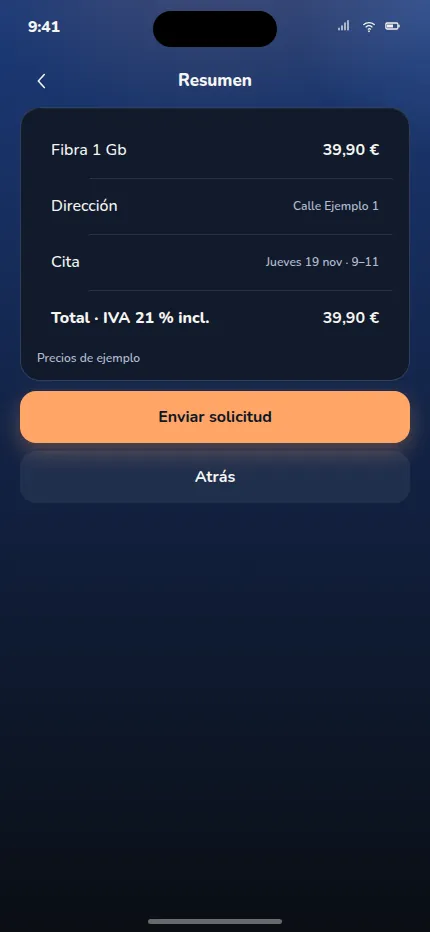 9:41
Resumen
Fibra 1 Gb 39,90 €
Dirección Calle Ejemplo 1
Cita Jueves 19 nov · 9–11
Total · IVA 21 % incl. 39,90 €
Precios de ejemplo
Enviar solicitud
Atrás